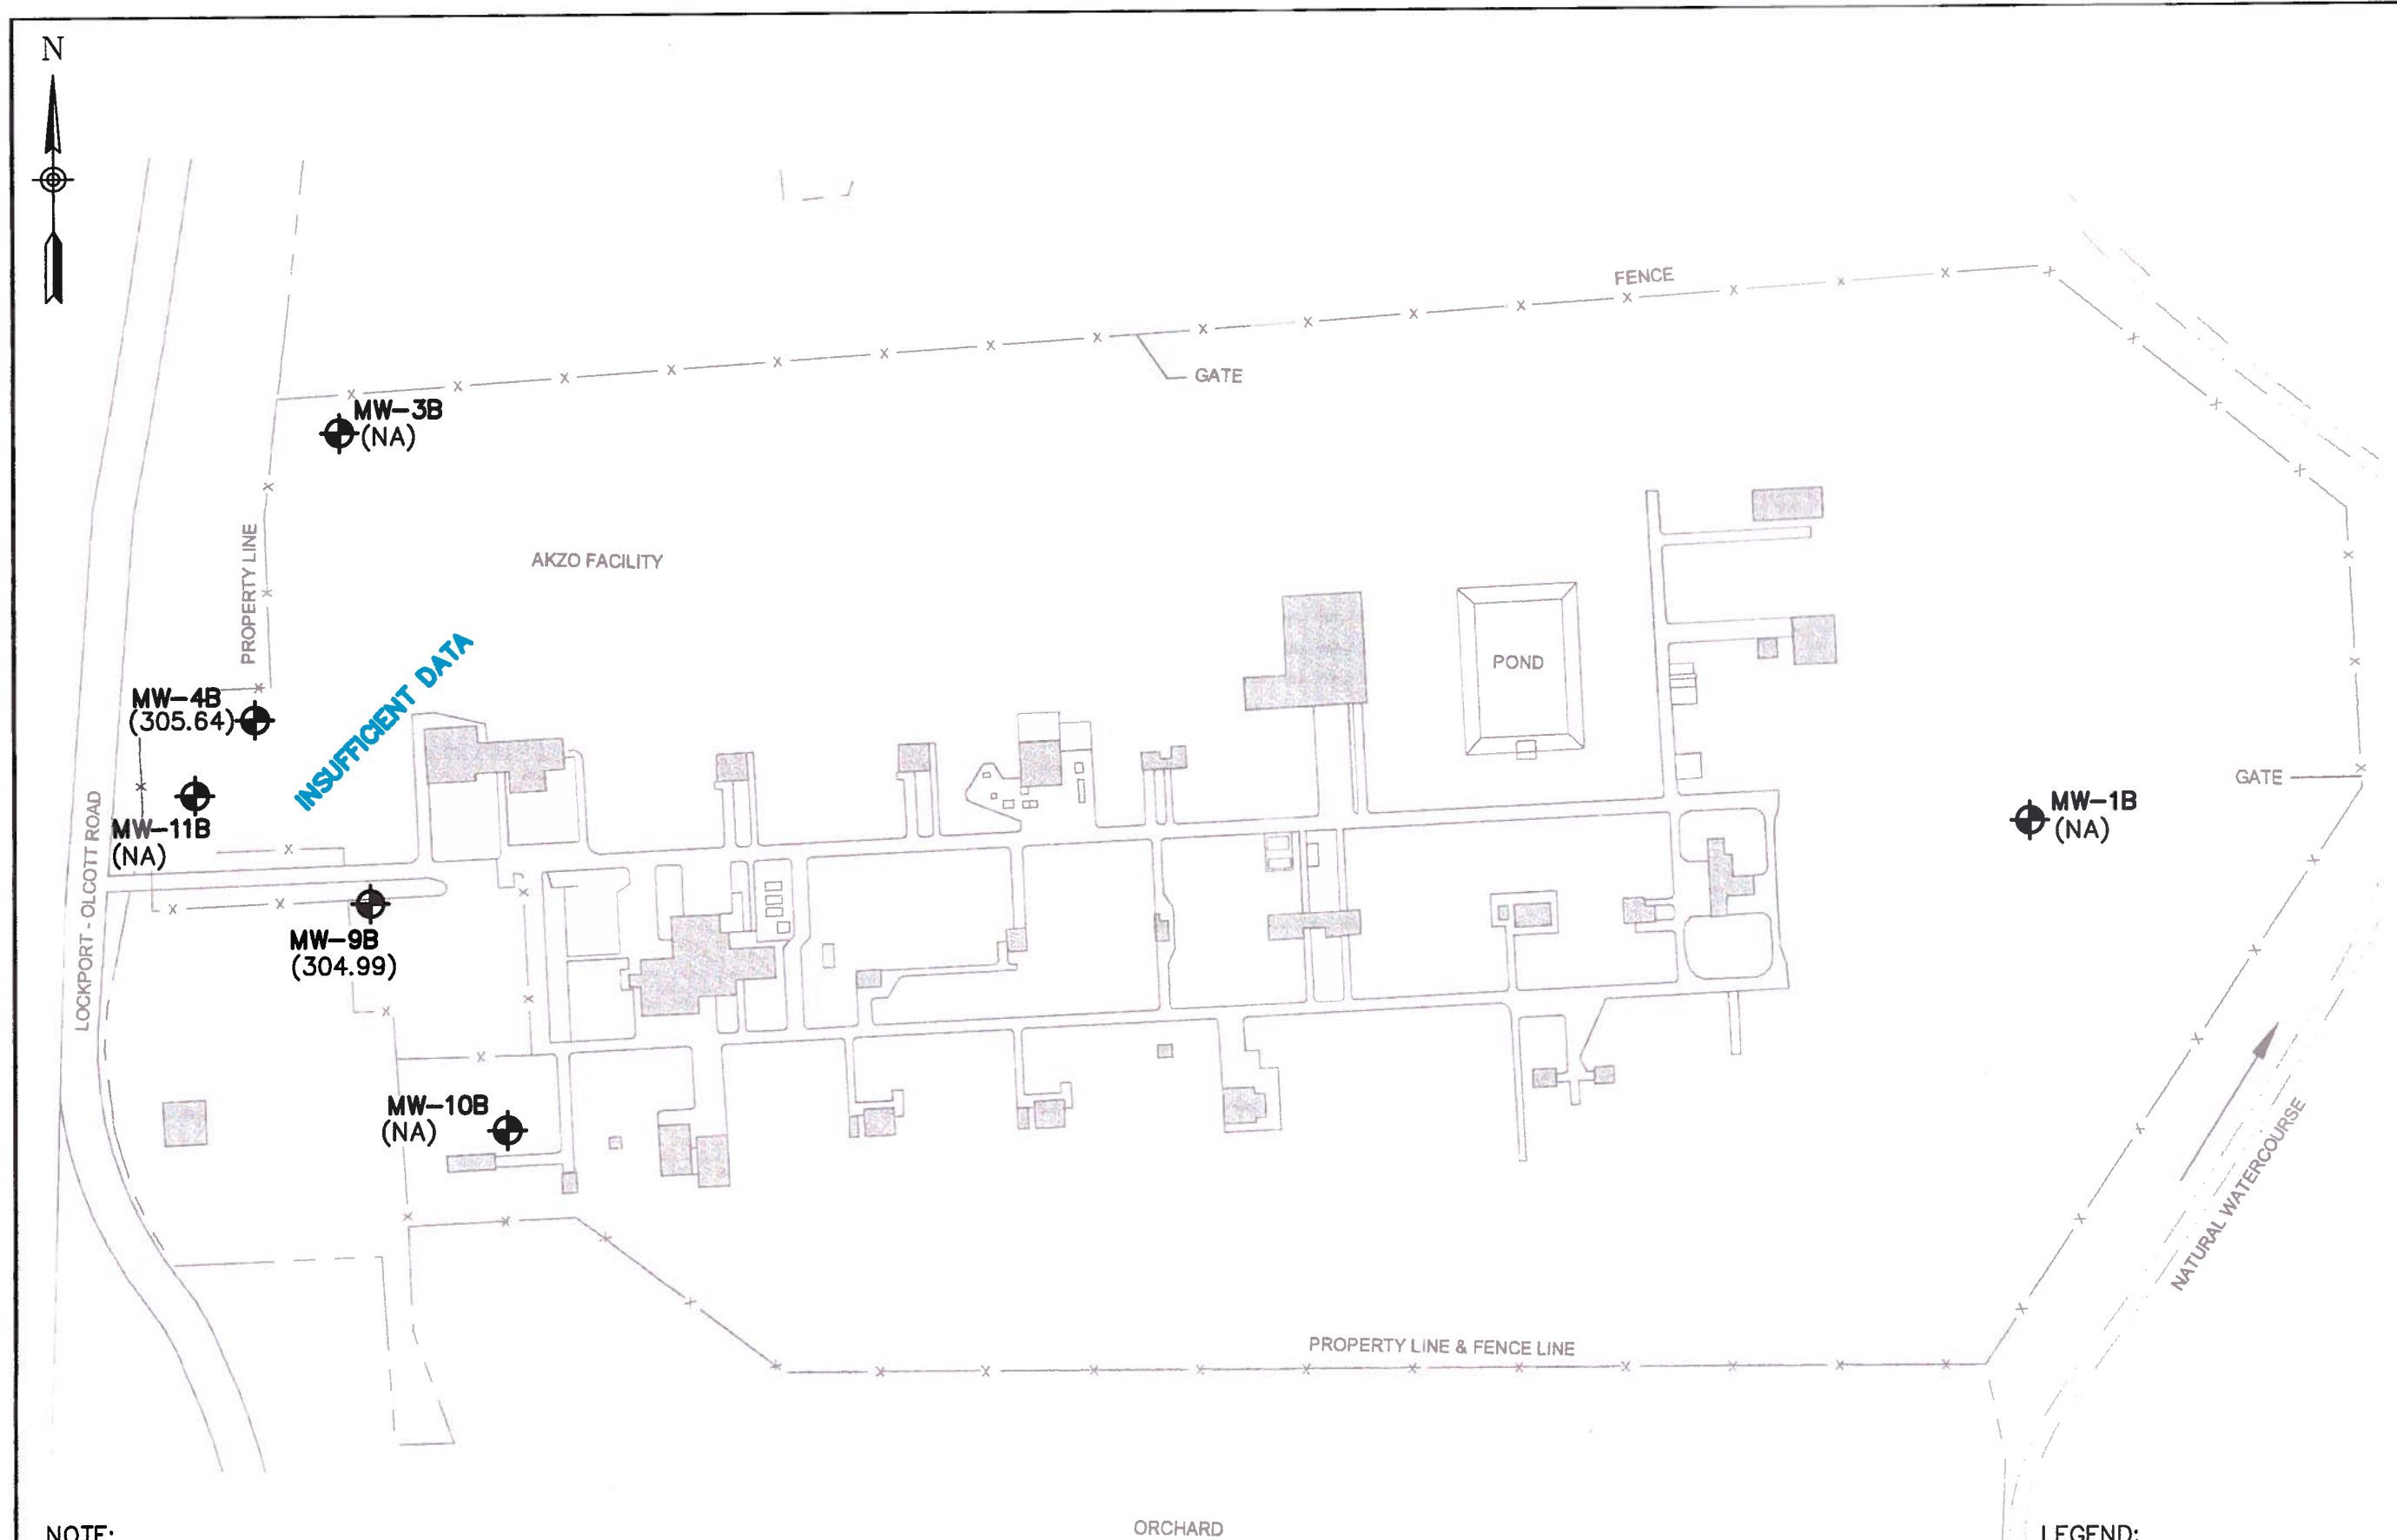 N
FENCE
GATE
MW-3B
(NA)
PROPERTY LINE
AKZO FACILITY
INSUFFICIENT DATA
POND
MW-4B
(305.64)
GATE
MW-1B
(NA)
MW-11B
(NA)
LOCKPORT - OLCOTT ROAD
MW-9B
(304.99)
MW-10B
(NA)
NATURAL WATERCOURSE
PROPERTY LINE & FENCE LINE
ORCHARD
NOTE:
LEGEND: